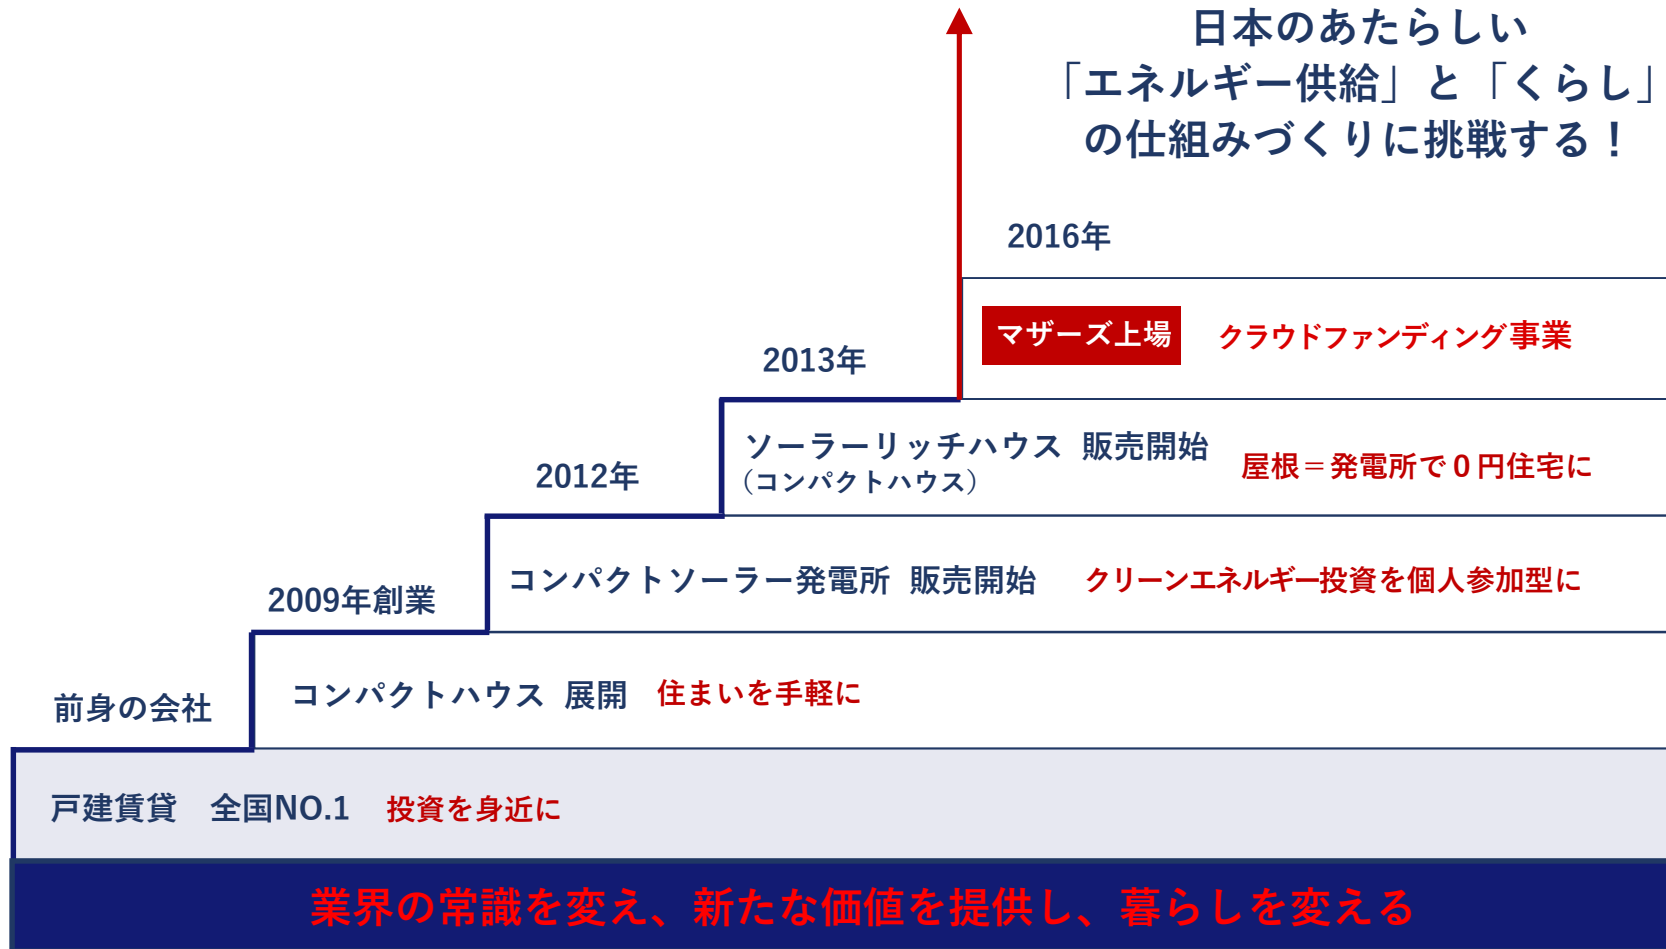 日本のあたらしい
「エネルギー供給」と「くらし」
の仕組みづくりに挑戦する！
2016年
マザーズ上場 クラウドファンディング事業
2013年
ソーラーリッチハウス 販売開始
（コンパクトハウス）
屋根＝発電所で０円住宅に
2012年
コンパクトソーラー発電所 販売開始 クリーンエネルギー投資を個人参加型に
2009年創業
コンパクトハウス 展開 住まいを手軽に
前身の会社
戸建賃貸 全国NO.1 投資を身近に
業界の常識を変え、新たな価値を提供し、暮らしを変える